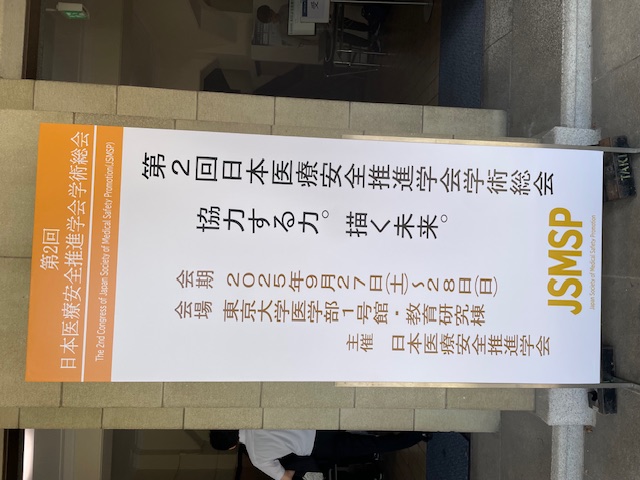 第2回
日本医療安全推進学会学術総会
The 2nd Congress of Japan Society of Medical Safety Promotion(JSMSP)
第2回日本医療安全推進学会学術総会
協力する力。 描く未来。
会期 2025年9月27日(土)~28日(日)
会場 東京大学医学部1号館・教育研究棟
主催 日本医療安全推進学会
JSMSP
Japan Society of Medical Safety Promotion
TAKI